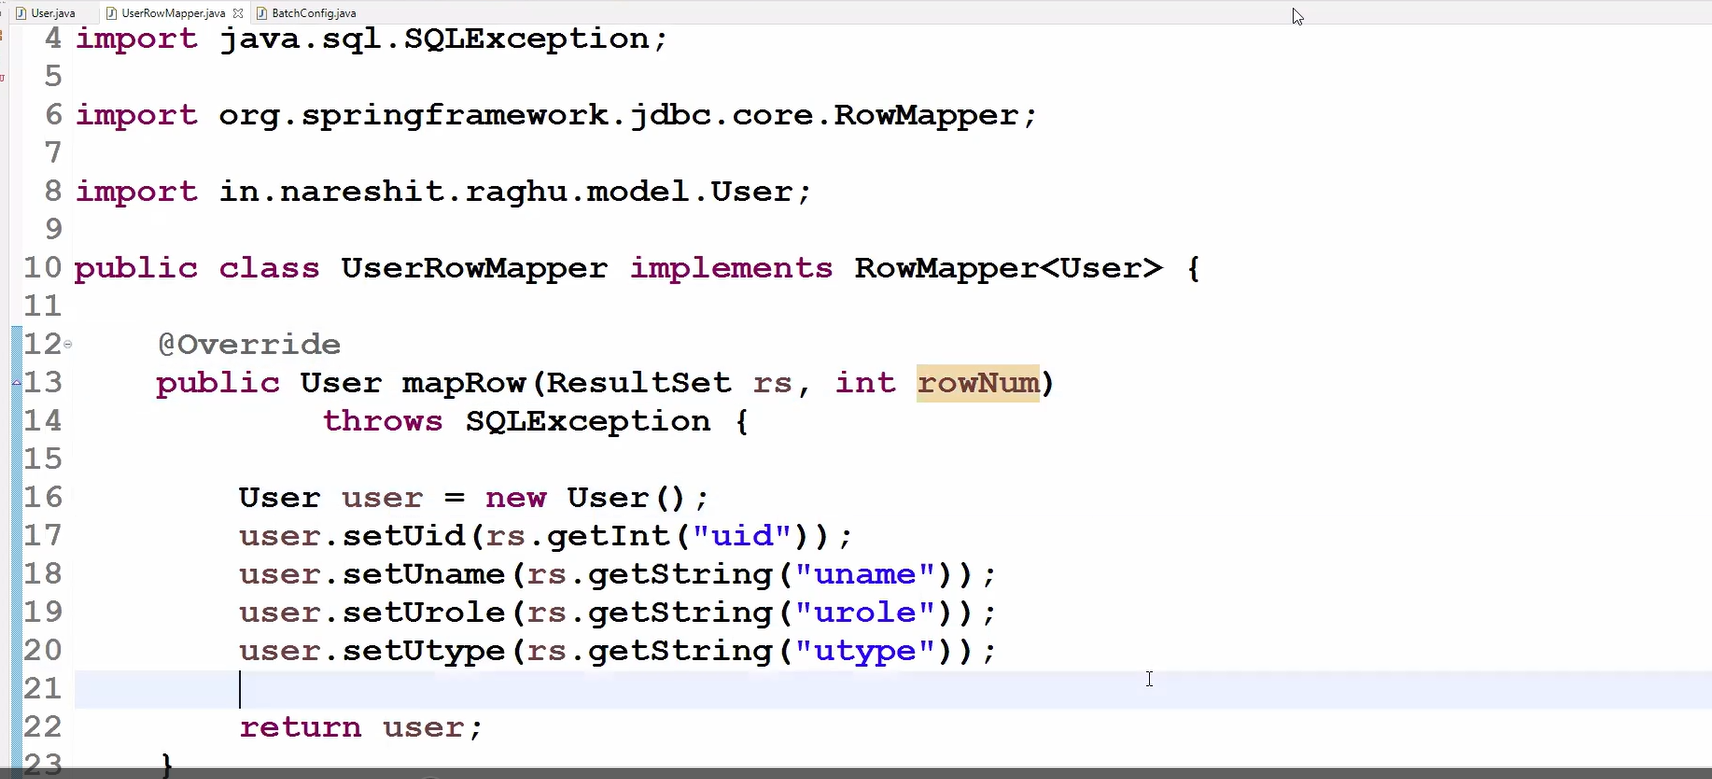 User.java UserRowMapper.java BatchConfig.java
4 import java.sql.SQLException;
5
6 import org.springframework.jdbc.core.RowMapper;
7
8 import in.nareshit.raghu.model.User;
9
10 public class UserRowMapper implements RowMapper<User> {
11
12 @Override
13 public User mapRow(ResultSet rs, int rowNum)
14 throws SQLException {
15
16 User user = new User();
17 user.setUid(rs.getInt("uid"));
18 user.setUname(rs.getString("uname"));
19 user.setUrole(rs.getString("urole"));
20 user.setUtype(rs.getString("utype"));
21
22 return user;
23 }